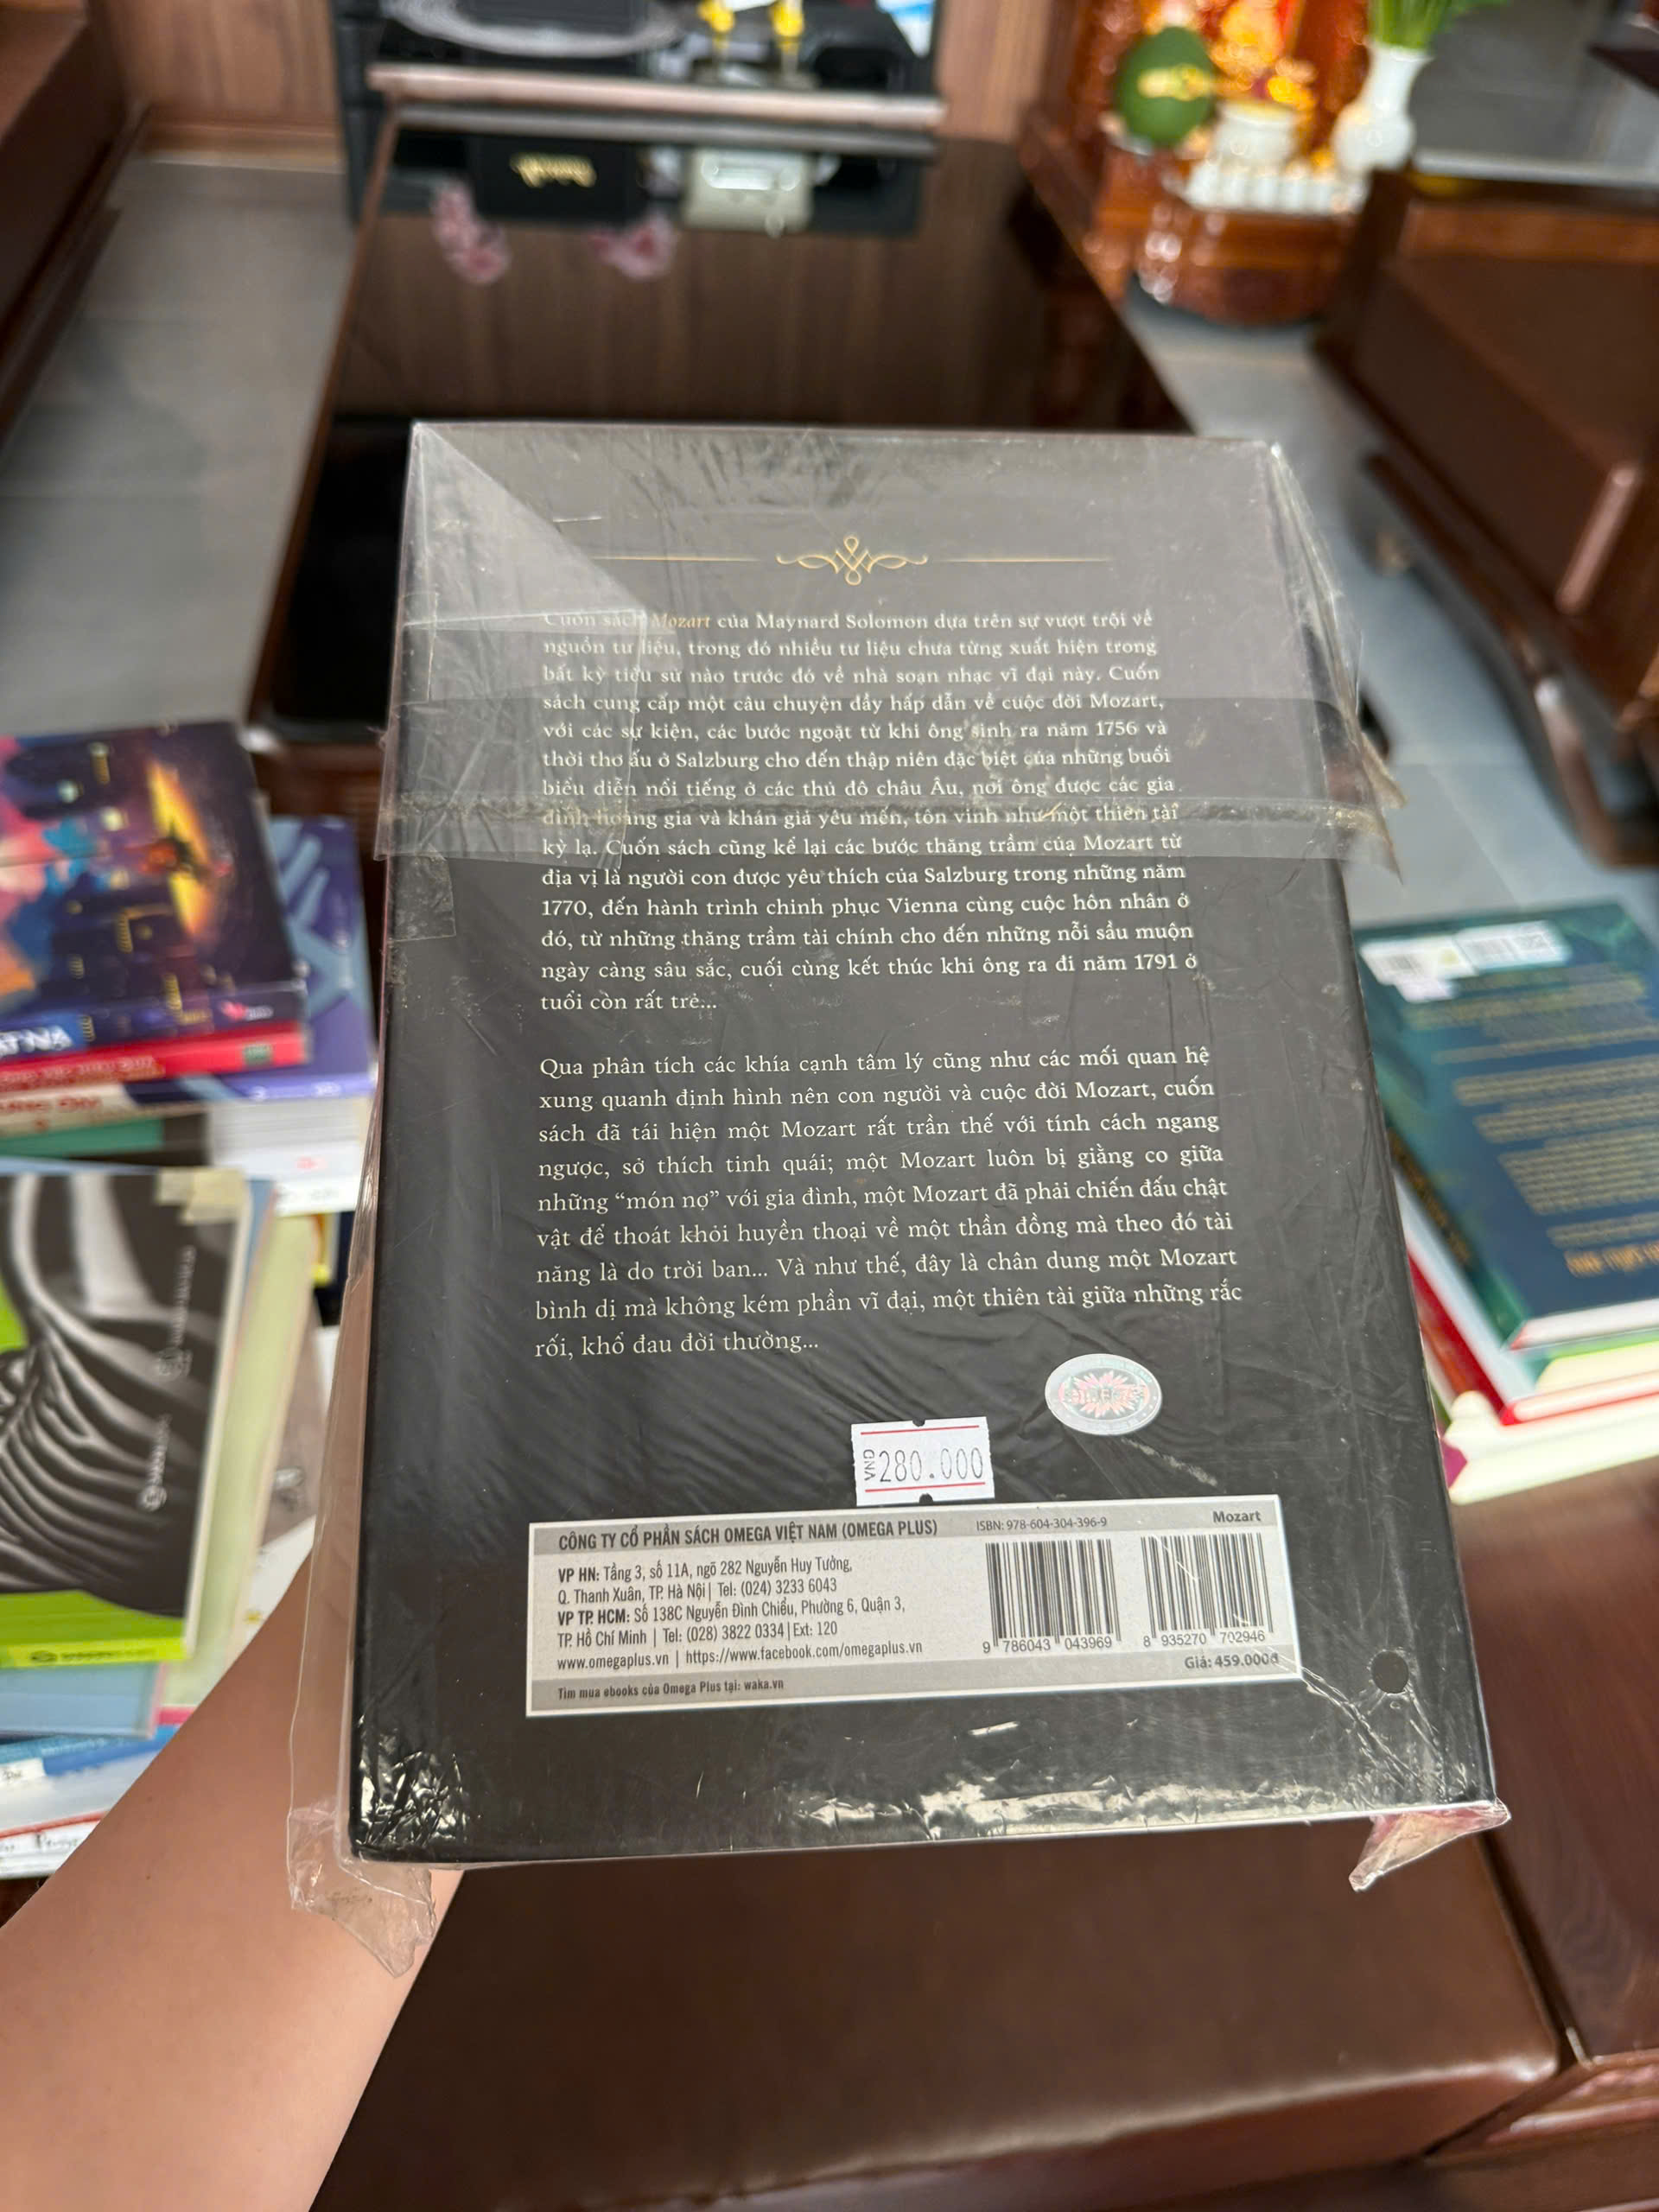 Cuốn sách Mozart của Maynard Solomon dựa trên sự vượt trội về
nguồn tư liệu, trong đó nhiều tư liệu chưa từng xuất hiện trong
bất kỳ tiểu sử nào trước đó về nhà soạn nhạc vĩ đại này. Cuốn
sách cung cấp một câu chuyện đầy hấp dẫn về cuộc đời Mozart,
với các sự kiện, các bước ngoặt từ khi ông sinh ra năm 1756 và
thời thơ ấu ở Salzburg cho đến thập niên đặc biệt của những buổi
biểu diễn nổi tiếng ở các thủ đô châu Âu, nơi ông được các gia
đình hoàng gia và khán giả yêu mến, tôn vinh như một thiên tài
kỳ lạ. Cuốn sách cũng kể lại các bước thăng trầm của Mozart từ
địa vị là người con được yêu thích của Salzburg trong những năm
1770, đến hành trình chinh phục Vienna cùng cuộc hôn nhân ở
đó, từ những thăng trầm tài chính cho đến những nỗi sầu muộn
ngày càng sâu sắc, cuối cùng kết thúc khi ông ra đi năm 1791 ở
tuổi còn rất trẻ...
Qua phân tích các khía cạnh tâm lý cũng như các mối quan hệ
xung quanh định hình nên con người và cuộc đời Mozart, cuốn
sách đã tái hiện một Mozart rất trần thế với tính cách ngang
ngược, sở thích tinh quái; một Mozart luôn bị giằng co giữa
những “món nợ” với gia đình, một Mozart đã phải chiến đấu chật
vật để thoát khỏi huyền thoại về một thần đồng mà theo đó tài
năng là do trời ban... Và như thế, đây là chân dung một Mozart
bình dị mà không kém phần vĩ đại, một thiên tài giữa những rắc
rối, khổ đau đời thường...
VND 280.000
CÔNG TY CỔ PHẦN SÁCH OMEGA VIỆT NAM (OMEGA PLUS)
VP HN: Tầng 3, số 11A, ngõ 282 Nguyễn Huy Tưởng,
Q. Thanh Xuân, TP. Hà Nội | Tel: (024) 3233 6043
VP TP. HCM: Số 138C Nguyễn Đình Chiểu, Phường 6, Quận 3,
TP. Hồ Chí Minh | Tel: (028) 3822 0334 | Ext: 120
www.omegaplus.vn | https://www.facebook.com/omegaplus.vn
Tìm mua ebooks của Omega Plus tại: waka.vn
ISBN: 978-604-304-396-9
Mozart
9 786043 043969
8 935270 702946
Giá: 459.000đ